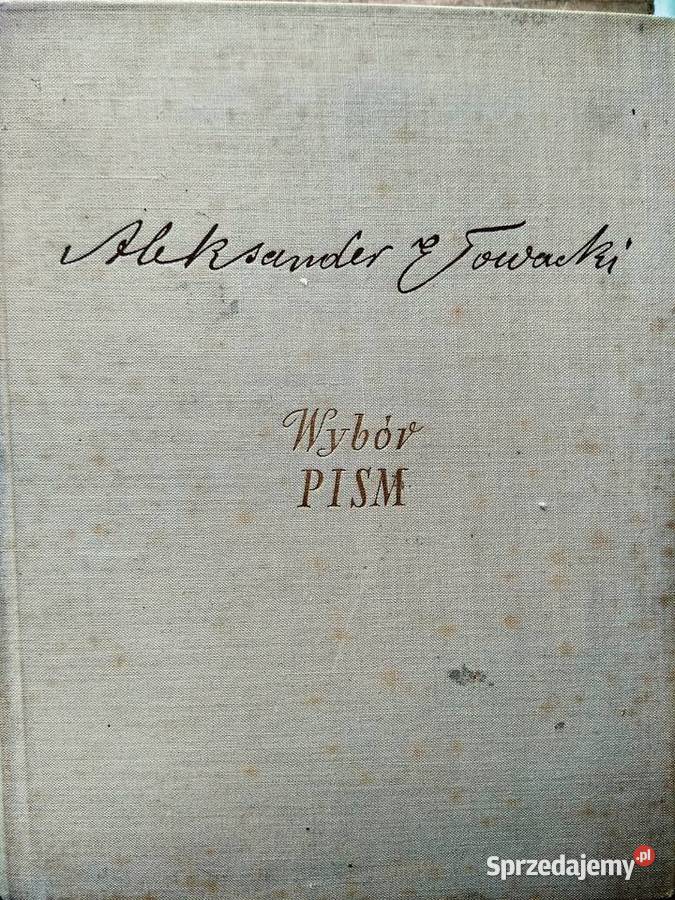 Aleksander Głowacki
Wybór
PISM
Sprzedajemy.pl